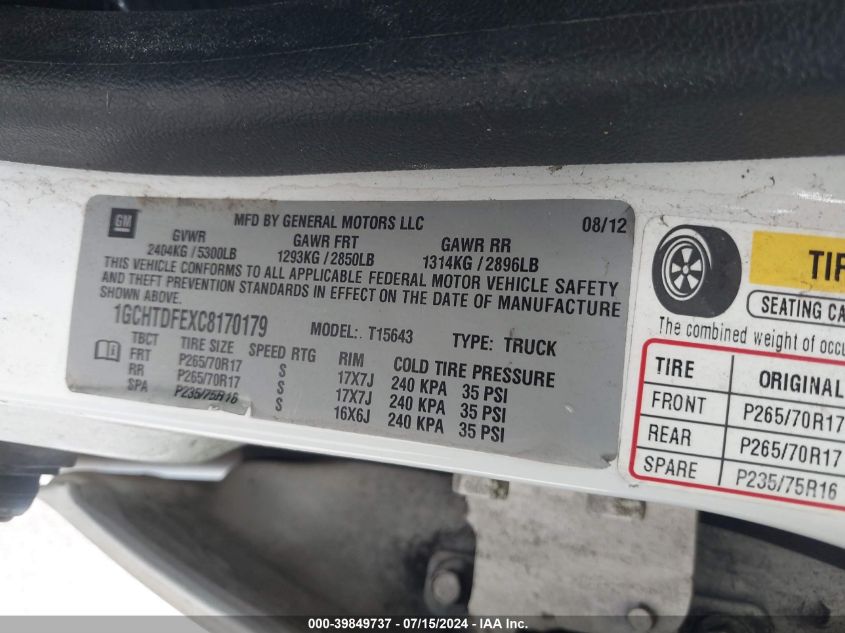 GM
MFD BY GENERAL MOTORS LLC 08/12
GVWR GAWR FRT GAWR RR
2404KG / 5300LB 1293KG / 2850LB 1314KG / 2896LB
THIS VEHICLE CONFORMS TO ALL APPLICABLE FEDERAL MOTOR VEHICLE SAFETY
AND THEFT PREVENTION STANDARDS IN EFFECT ON THE DATE OF MANUFACTURE
SHOWN ABOVE.
1GCHTDFEXC8170179 MODEL: T15643 TYPE: TRUCK
TBCT TIRE SIZE SPEED RTG RIM COLD TIRE PRESSURE
FRT P265/70R17 S 17X7J 240 KPA 35 PSI
RR P265/70R17 S 17X7J 240 KPA 35 PSI
SPA P235/75R16 S 16X6J 240 KPA 35 PSI
TIR
SEATING CA
The combined weight of occu
TIRE ORIGINAL
FRONT P265/70R17
REAR P265/70R17
SPARE P235/75R16
000-39849737 - 07/15/2024 - IAA Inc.